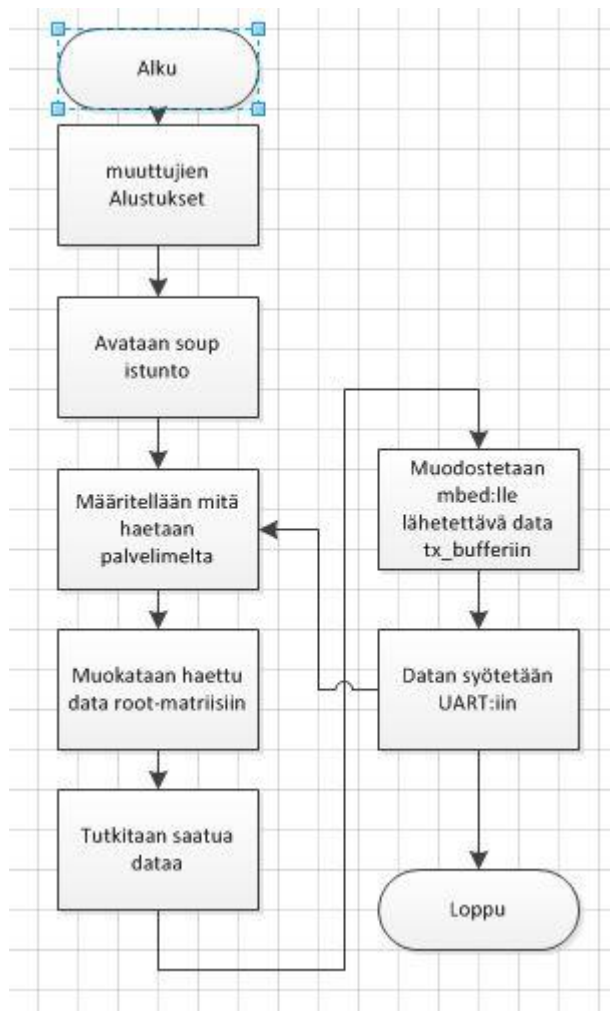 Alku
muuttujien
Alustukset
Avataan soup
istunto
Määritellään mitä
haetaan
palvelimelta
Muokataan haettu
data root-matriisiin
Tutkitaan saatua
dataa
Muodostetaan
mbed:lle
lähetettävä data
tx_bufferiin
Datan syötetään
UART:iin
Loppu